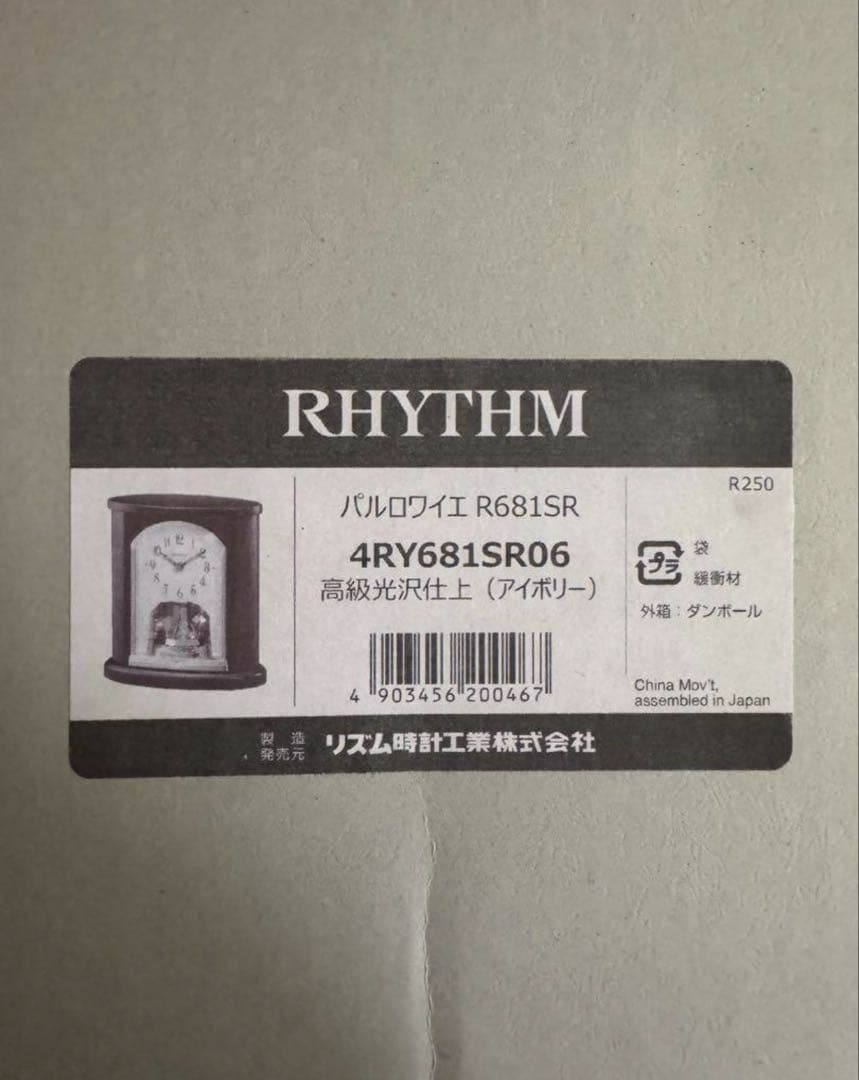 RHYTHM
R250
パルロワイエ R681SR
4RY681SR06
高級光沢仕上（アイボリー）
4 903456 200467
プラ
袋
緩衝材
外箱：ダンボール
China Mov't,
assembled in Japan
製造
発売元
リズム時計工業株式会社